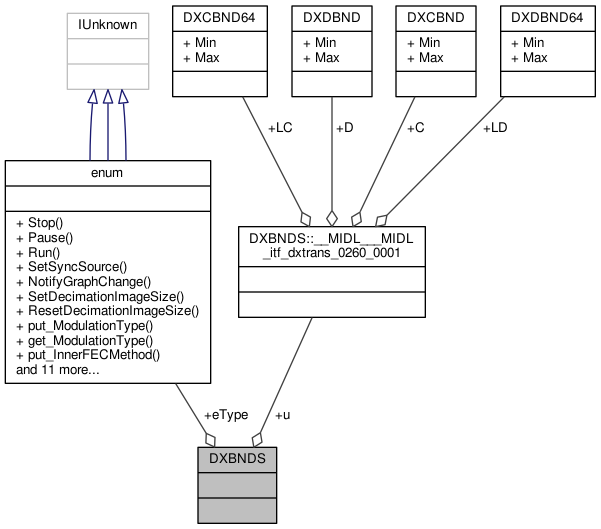 IUnknown
DXCBND64
+ Min
+ Max
DXDBND
+ Min
+ Max
DXCBND
+ Min
+ Max
DXDBND64
+ Min
+ Max
+LC
+D
+C
+LD
enum
+ Stop()
+ Pause()
+ Run()
+ SetSyncSource()
+ NotifyGraphChange()
+ SetDecimationImageSize()
+ ResetDecimationImageSize()
+ put_ModulationType()
+ get_ModulationType()
+ put_InnerFECMethod()
and 11 more...
DXBNDS::__MIDL___MIDL
_itf_dxtrans_0260_0001
+eType
+u
DXBNDS